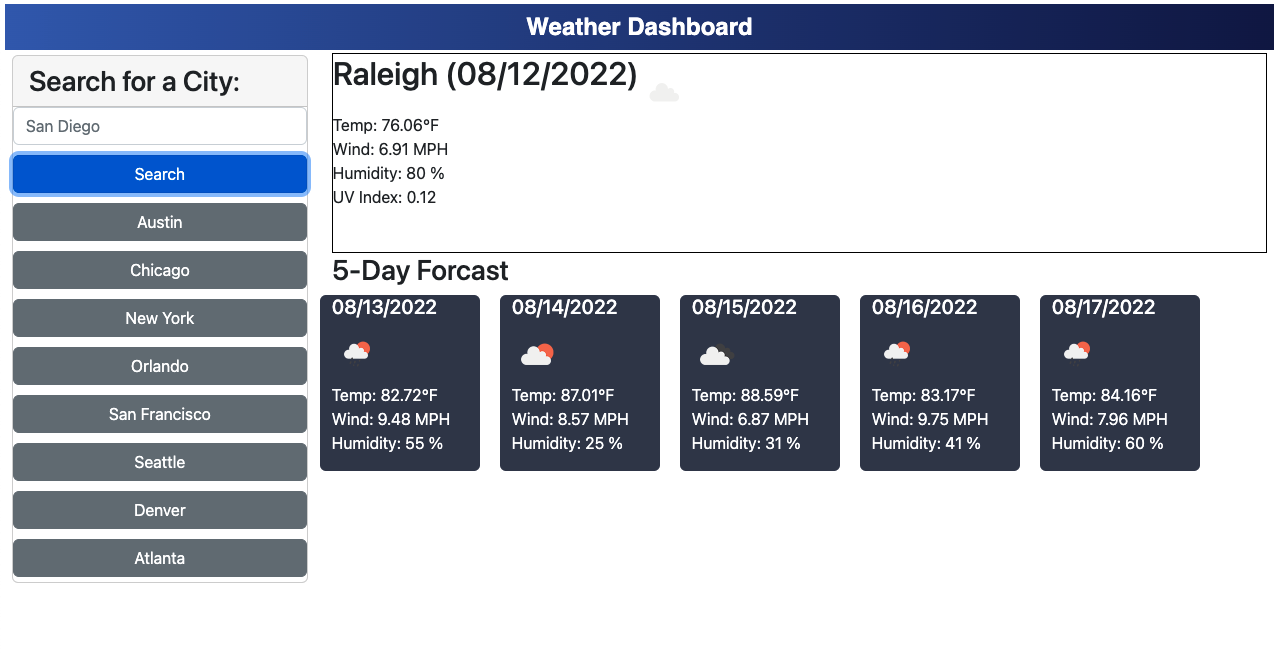 Weather Dashboard
Search for a City:
San Diego
Search
Austin
Chicago
New York
Orlando
San Francisco
Seattle
Denver
Atlanta
Raleigh (08/12/2022)
Temp: 76.06°F
Wind: 6.91 MPH
Humidity: 80 %
UV Index: 0.12
5-Day Forcast
08/13/2022
Temp: 82.72°F
Wind: 9.48 MPH
Humidity: 55 %
08/14/2022
Temp: 87.01°F
Wind: 8.57 MPH
Humidity: 25 %
08/15/2022
Temp: 88.59°F
Wind: 6.87 MPH
Humidity: 31 %
08/16/2022
Temp: 83.17°F
Wind: 9.75 MPH
Humidity: 41 %
08/17/2022
Temp: 84.16°F
Wind: 7.96 MPH
Humidity: 60 %